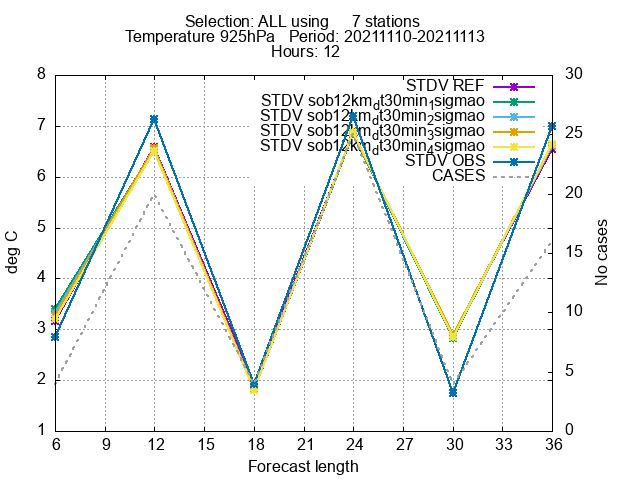 Selection: ALL using 7 stations
Temperature 925hPa Period: 20211110-20211113
Hours: 12
STDV REF
STDV sob12km_dt30min_1sigmao
STDV sob12km_dt30min_2sigmao
STDV sob12km_dt30min_3sigmao
STDV sob12km_dt30min_4sigmao
STDV OBS
CASES
deg C
No cases
8
7
6
5
4
3
2
1
30
25
20
15
10
5
0
6 9 12 15 18 21 24 27 30 33 36
Forecast length